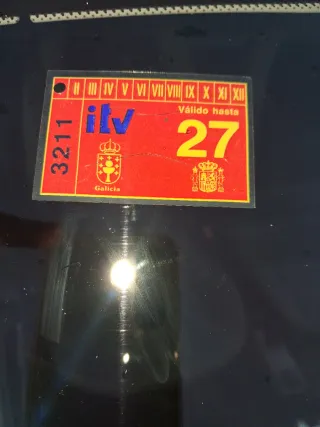 II III IV V VI VII VIII IX X XI XII
itv
Válido hasta
27
3211
Galicia